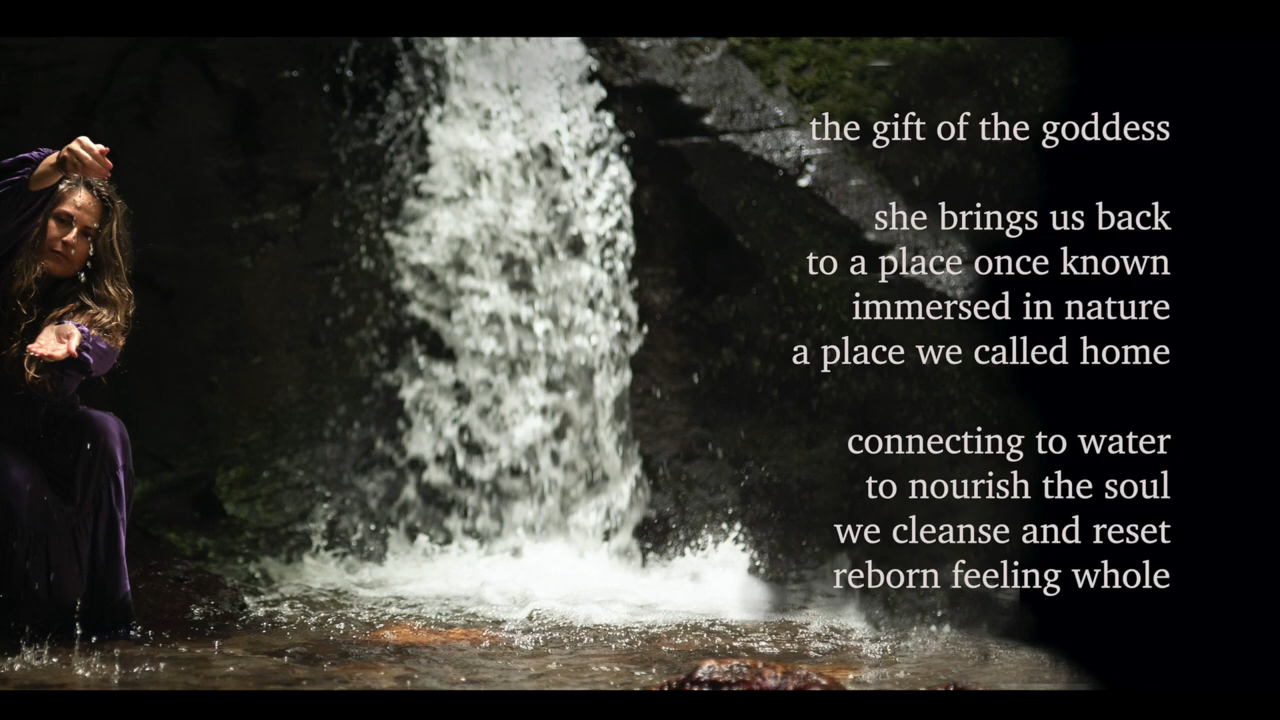 the gift of the goddess
she brings us back
to a place once known
immersed in nature
a place we called home
connecting to water
to nourish the soul
we cleanse and reset
reborn feeling whole